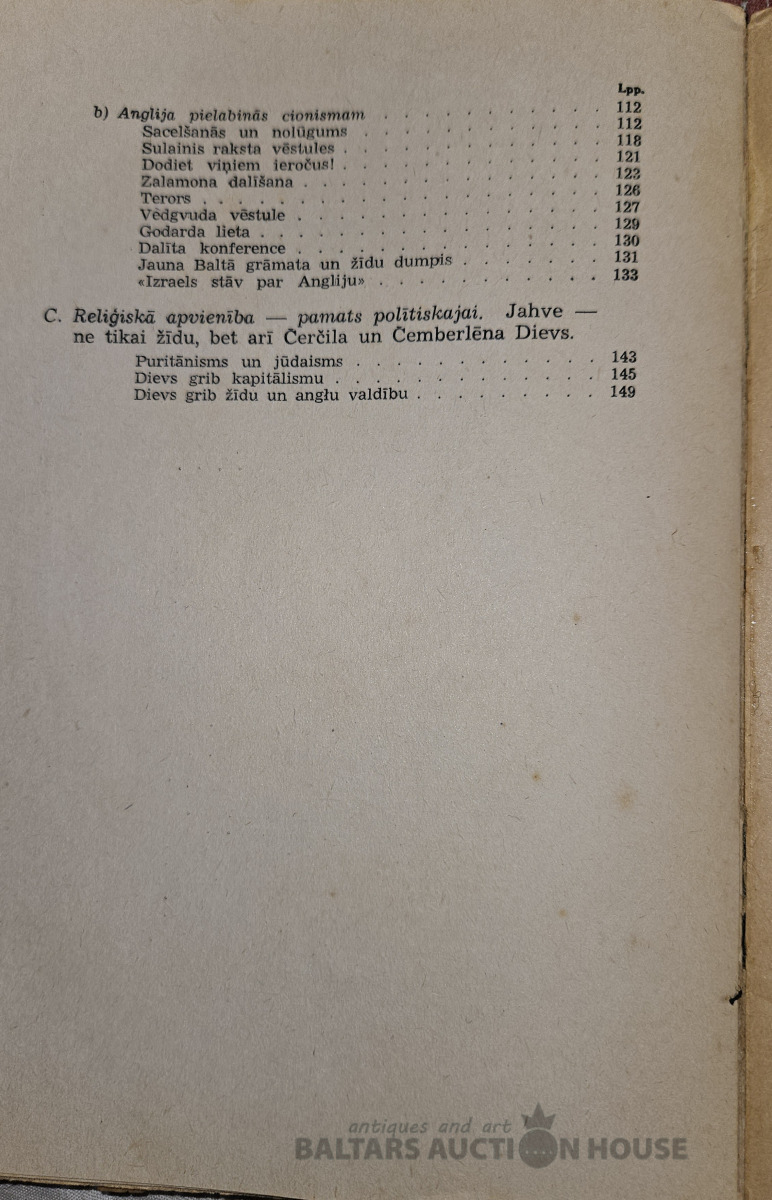 Lpp.
b) Anglija pielabinās cionismam . . . . . . . . . . . 112
Sacelšanās un nolūgums . . . . . . . . . . . 112
Sulainis raksta vēstules . . . . . . . . . . . . 118
Dodiet viņiem ieročus! . . . . . . . . . . . . 121
Zalamona dalīšana . . . . . . . . . . . . . 123
Terors . . . . . . . . . . . . . . . . . 126
Vēdgvuda vēstule . . . . . . . . . . . . . 127
Godarda lieta . . . . . . . . . . . . . . . 129
Dalīta konference . . . . . . . . . . . . . 130
Jauna Baltā grāmata un žīdu dumpis . . . . . . . 131
«Izraels stāv par Angliju» . . . . . . . . . . . 133
C. Reliģiskā apvienība — pamats polītiskajai. Jahve —
ne tikai žīdu, bet arī Čerčila un Čemberlēna Dievs.
Puritānisms un jūdaisms . . . . . . . . . . . . 143
Dievs grib kapitālismu . . . . . . . . . . . . . 145
Dievs grib žīdu un angļu valdību . . . . . . . . . 149
antiques and art
BALTARS AUCTION HOUSE